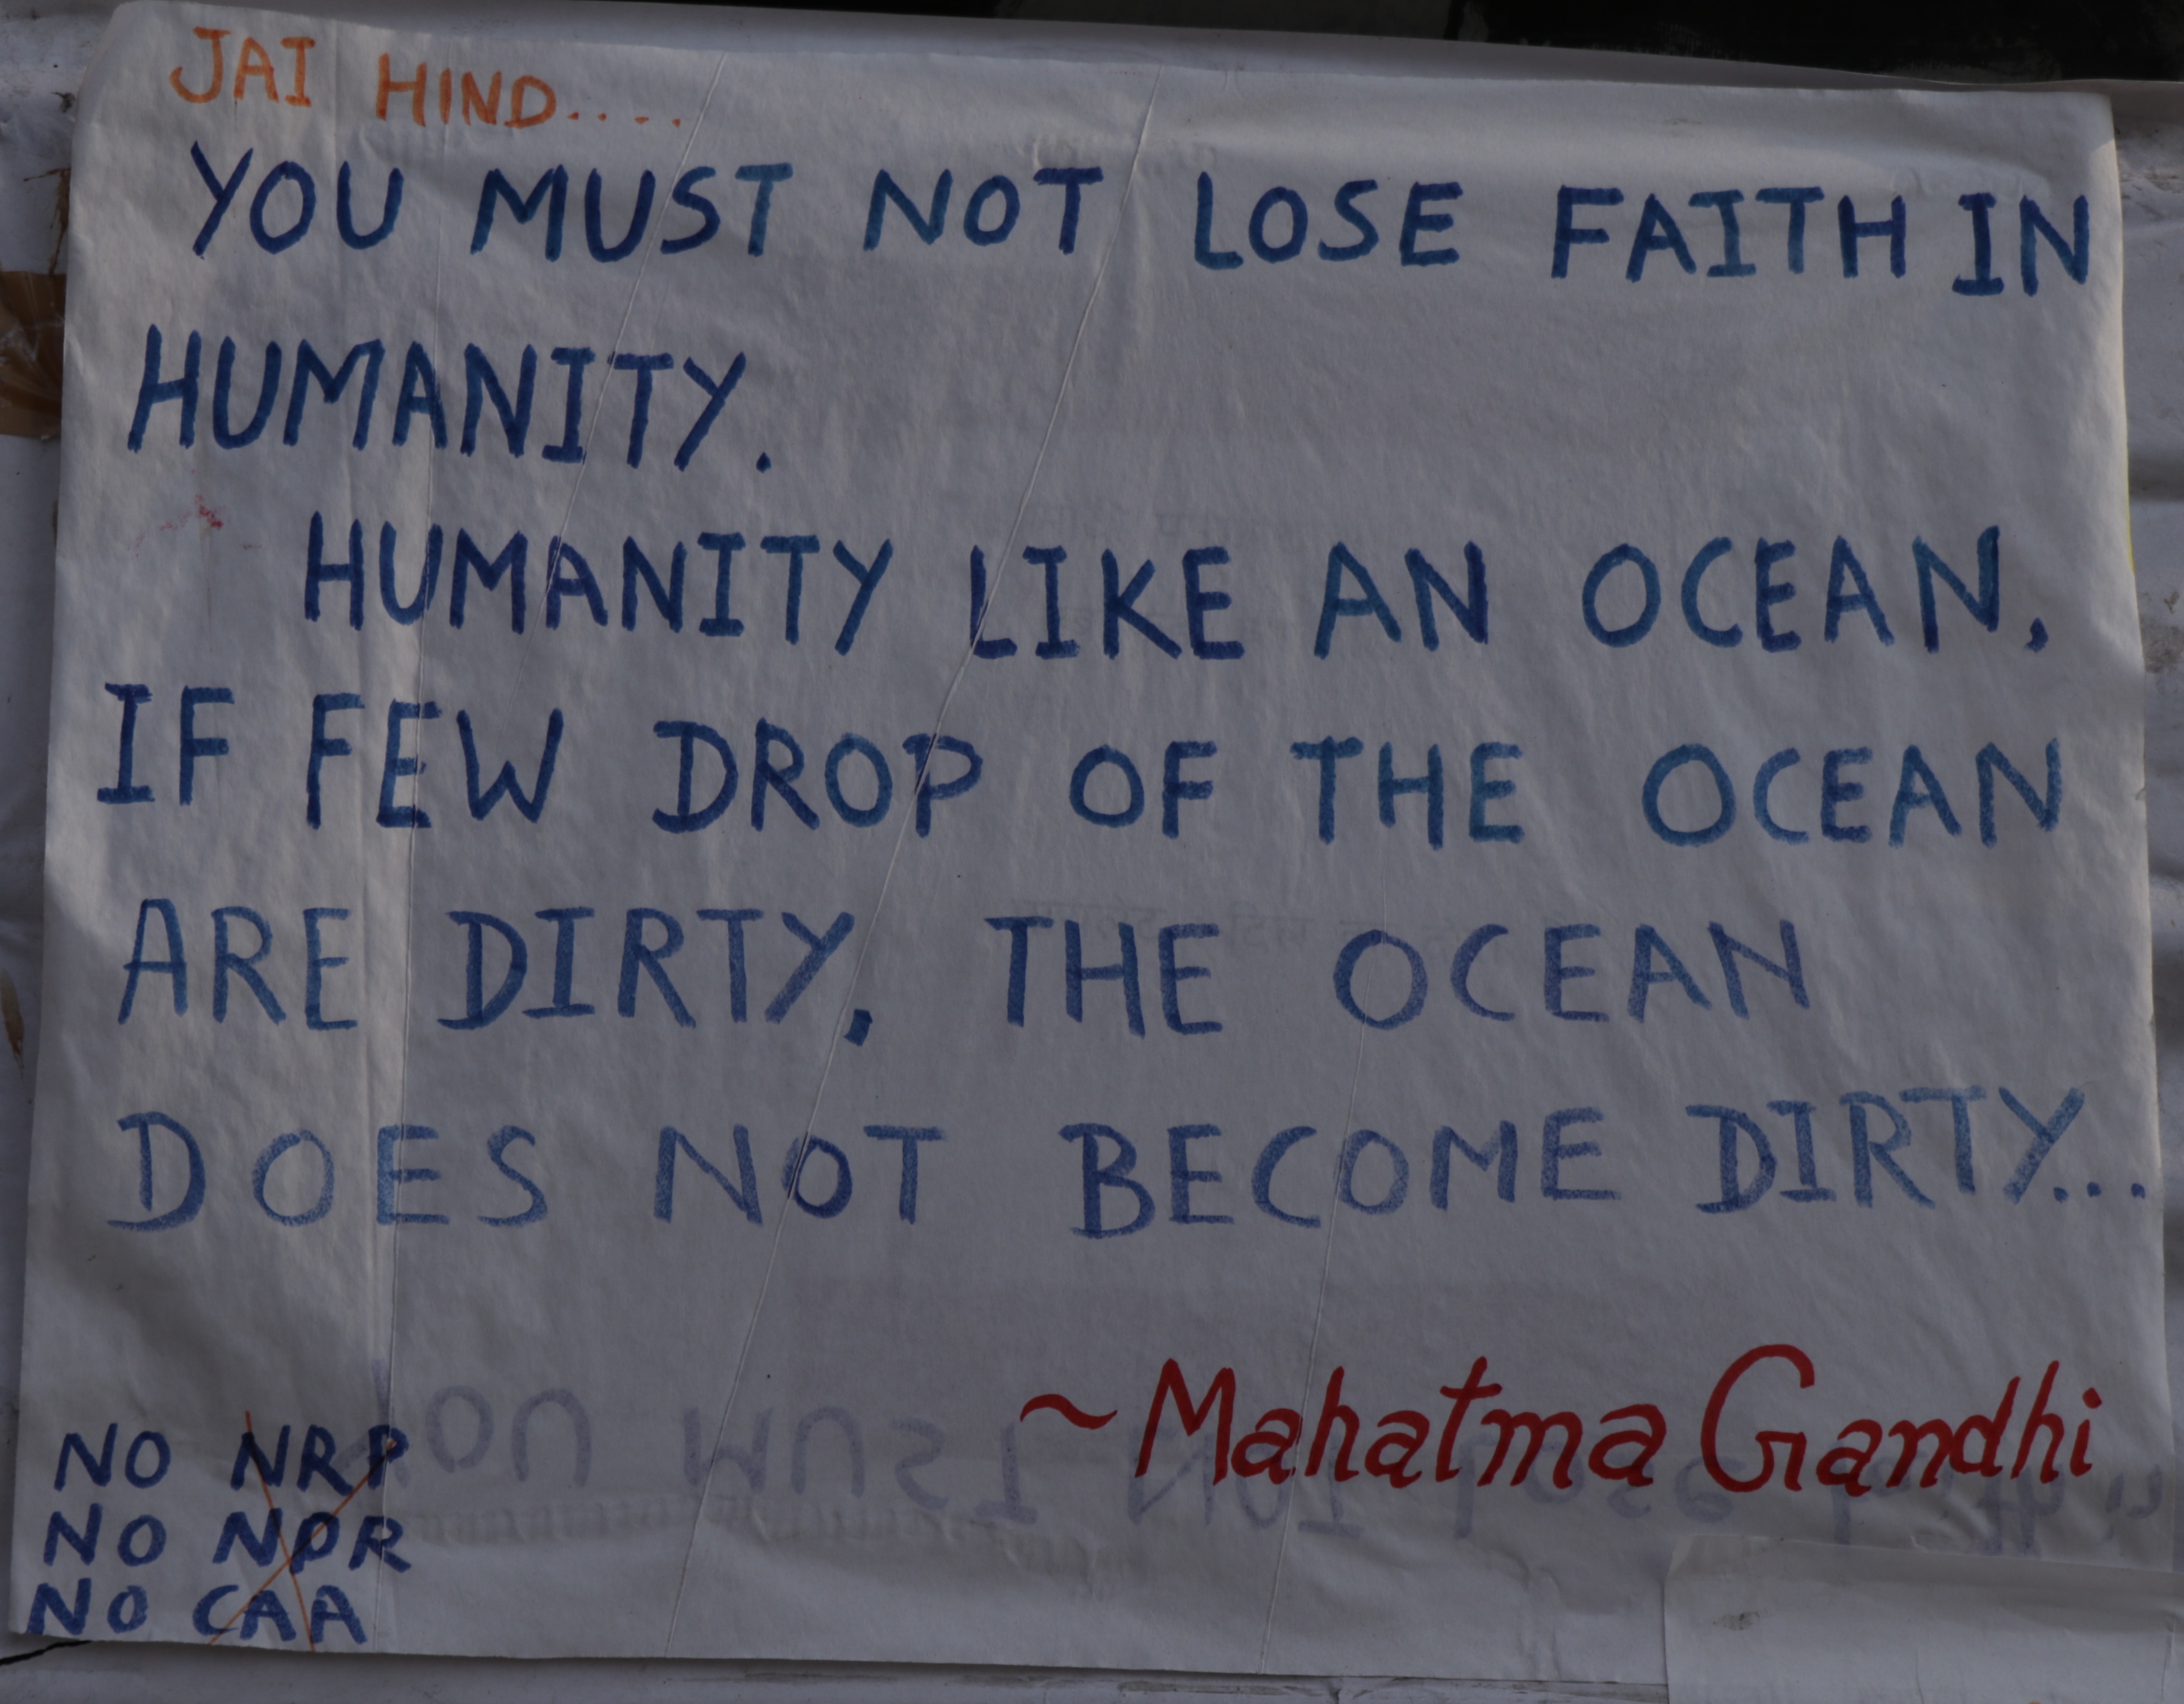 JAI HIND.....
YOU MUST NOT LOSE FAITH IN
HUMANITY.
HUMANITY LIKE AN OCEAN,
IF FEW DROP OF THE OCEAN
ARE DIRTY, THE OCEAN
DOES NOT BECOME DIRTY...
~Mahatma Gandhi
NO NRP
NO NPR
NO CAA